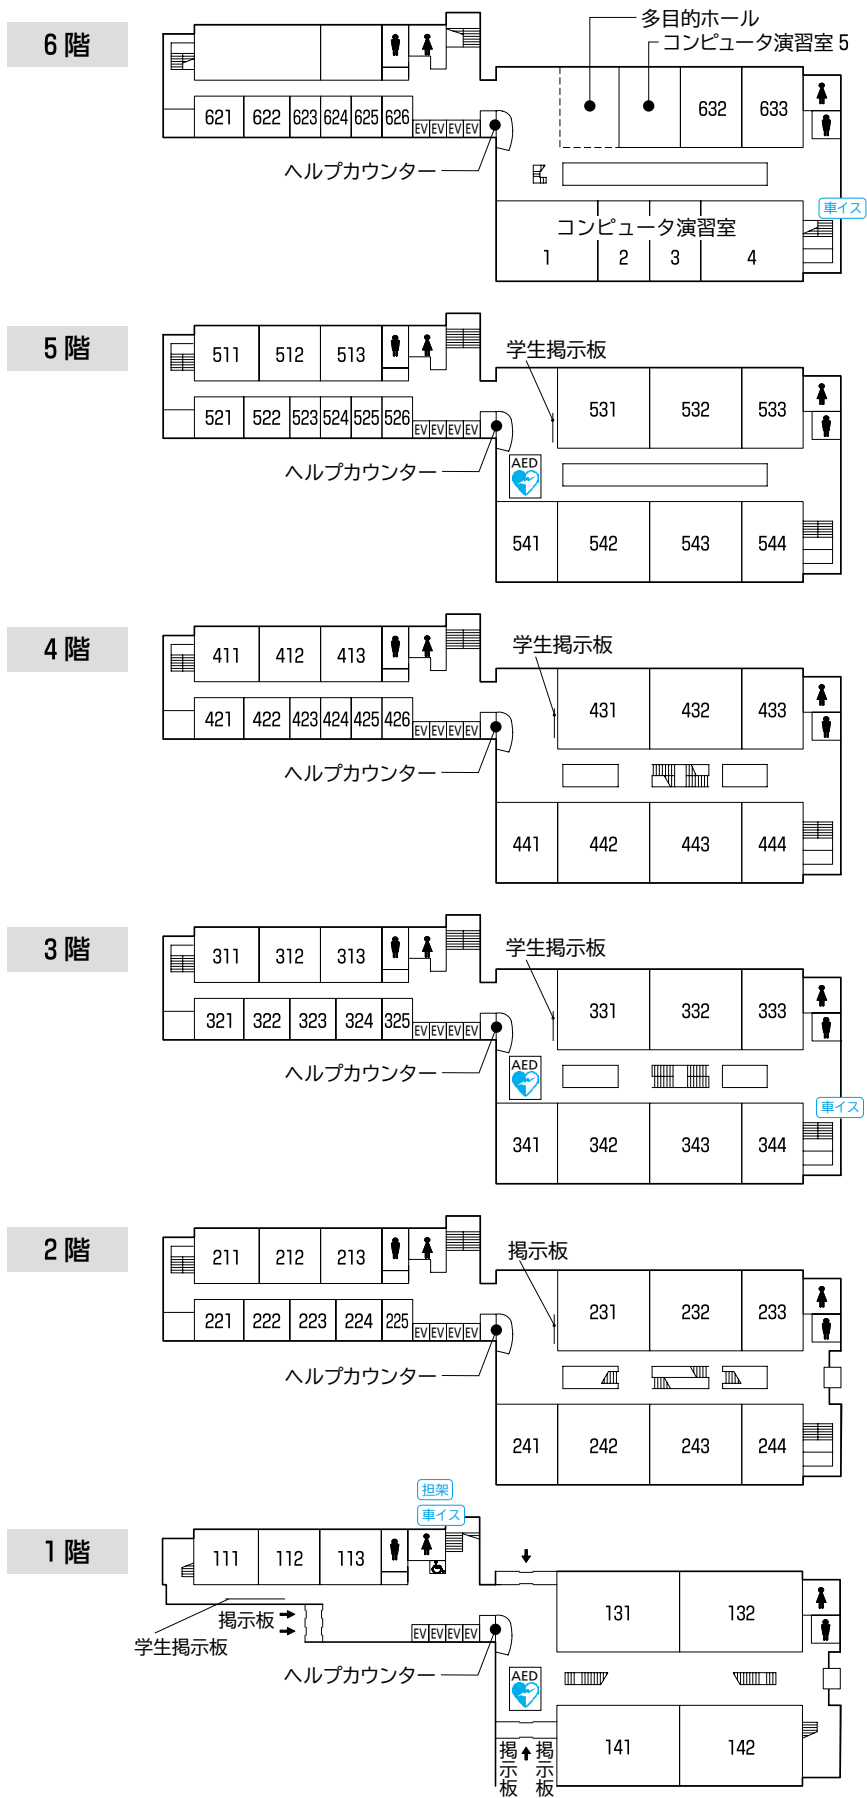 6階
多目的ホール
コンピュータ演習室5
632 633
621 622 623 624 625 626
EV EV EV EV
ヘルプカウンター
車イス
コンピュータ演習室
1 2 3 4
5階
511 512 513
学生掲示板
531 532 533
521 522 523 524 525 526
EV EV EV EV
ヘルプカウンター
AED
541 542 543 544
4階
411 412 413
学生掲示板
431 432 433
421 422 423 424 425 426
EV EV EV EV
ヘルプカウンター
441 442 443 444
3階
311 312 313
学生掲示板
331 332 333
321 322 323 324 325
EV EV EV EV
ヘルプカウンター
AED
車イス
341 342 343 344
2階
211 212 213
掲示板
231 232 233
221 222 223 224 225
EV EV EV EV
ヘルプカウンター
241 242 243 244
担架
車イス
1階
111 112 113
131 132
掲示板
学生掲示板
EV EV EV EV
ヘルプカウンター
AED
141 142
掲示板
掲示板